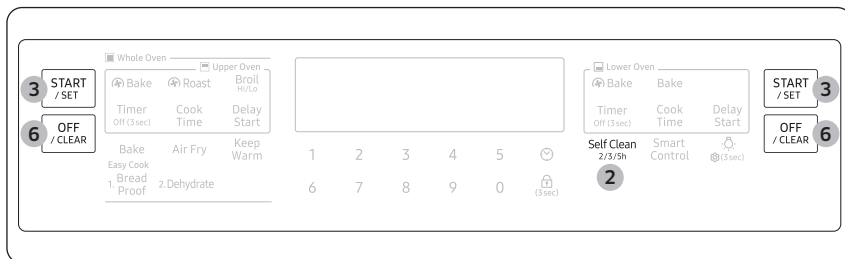 Whole Oven
Upper Oven
Bake Roast Broil
Hi/Lo
Timer Cook Delay
Off (3 sec) Time Start
Bake Air Fry Keep
Warm
Easy Cook
1. Bread 2. Dehydrate
Proof
3 START
/ SET
6 OFF
/ CLEAR
1 2 3 4 5
6 7 8 9 0
(3 sec)
Lower Oven
Bake Bake
Timer Cook Delay
Off (3 sec) Time Start
Self Clean Smart
2/3/5h Control (3 sec)
2
START 3
/ SET
OFF 6
/ CLEAR